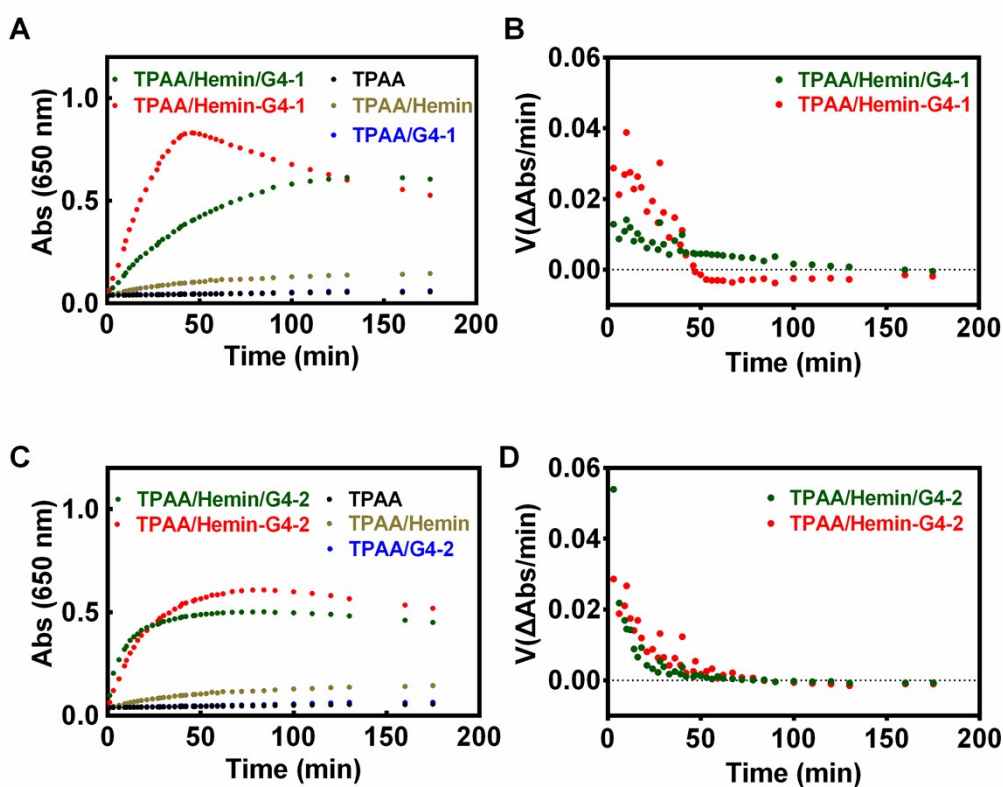 A
TPAA/Hemin/G4-1
TPAA
TPAA/Hemin-G4-1
TPAA/Hemin
TPAA/G4-1
1.0
0.5
0.0
Abs (650 nm)
0
50
100
150
200
Time (min)
B
TPAA/Hemin/G4-1
TPAA/Hemin-G4-1
0.06
0.04
0.02
0.00
V(ΔAbs/min)
0
50
100
150
200
Time (min)
C
TPAA/Hemin/G4-2
TPAA
TPAA/Hemin-G4-2
TPAA/Hemin
TPAA/G4-2
1.0
0.5
0.0
Abs (650 nm)
0
50
100
150
200
Time (min)
D
TPAA/Hemin/G4-2
TPAA/Hemin-G4-2
0.06
0.04
0.02
0.00
V(ΔAbs/min)
0
50
100
150
200
Time (min)